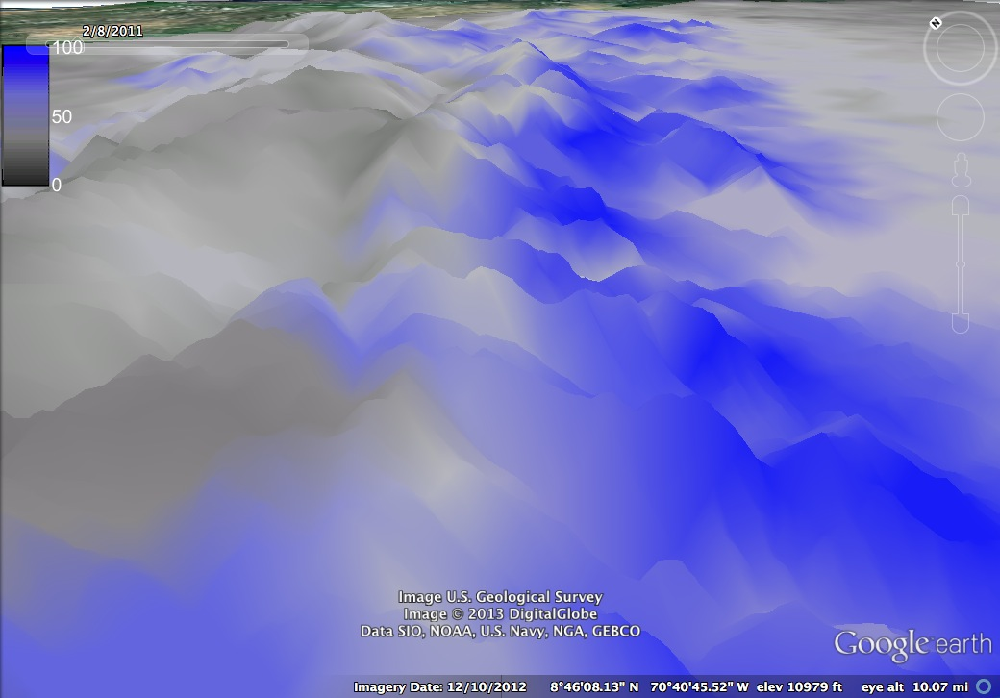 2/8/2011
100
50
0
N
Image U.S. Geological Survey
Image © 2013 DigitalGlobe
Data SIO, NOAA, U.S. Navy, NGA, GEBCO
Google earth
Imagery Date: 12/10/2012 8°46'08.13" N 70°40'45.52" W elev 10979 ft eye alt 10.07 mi